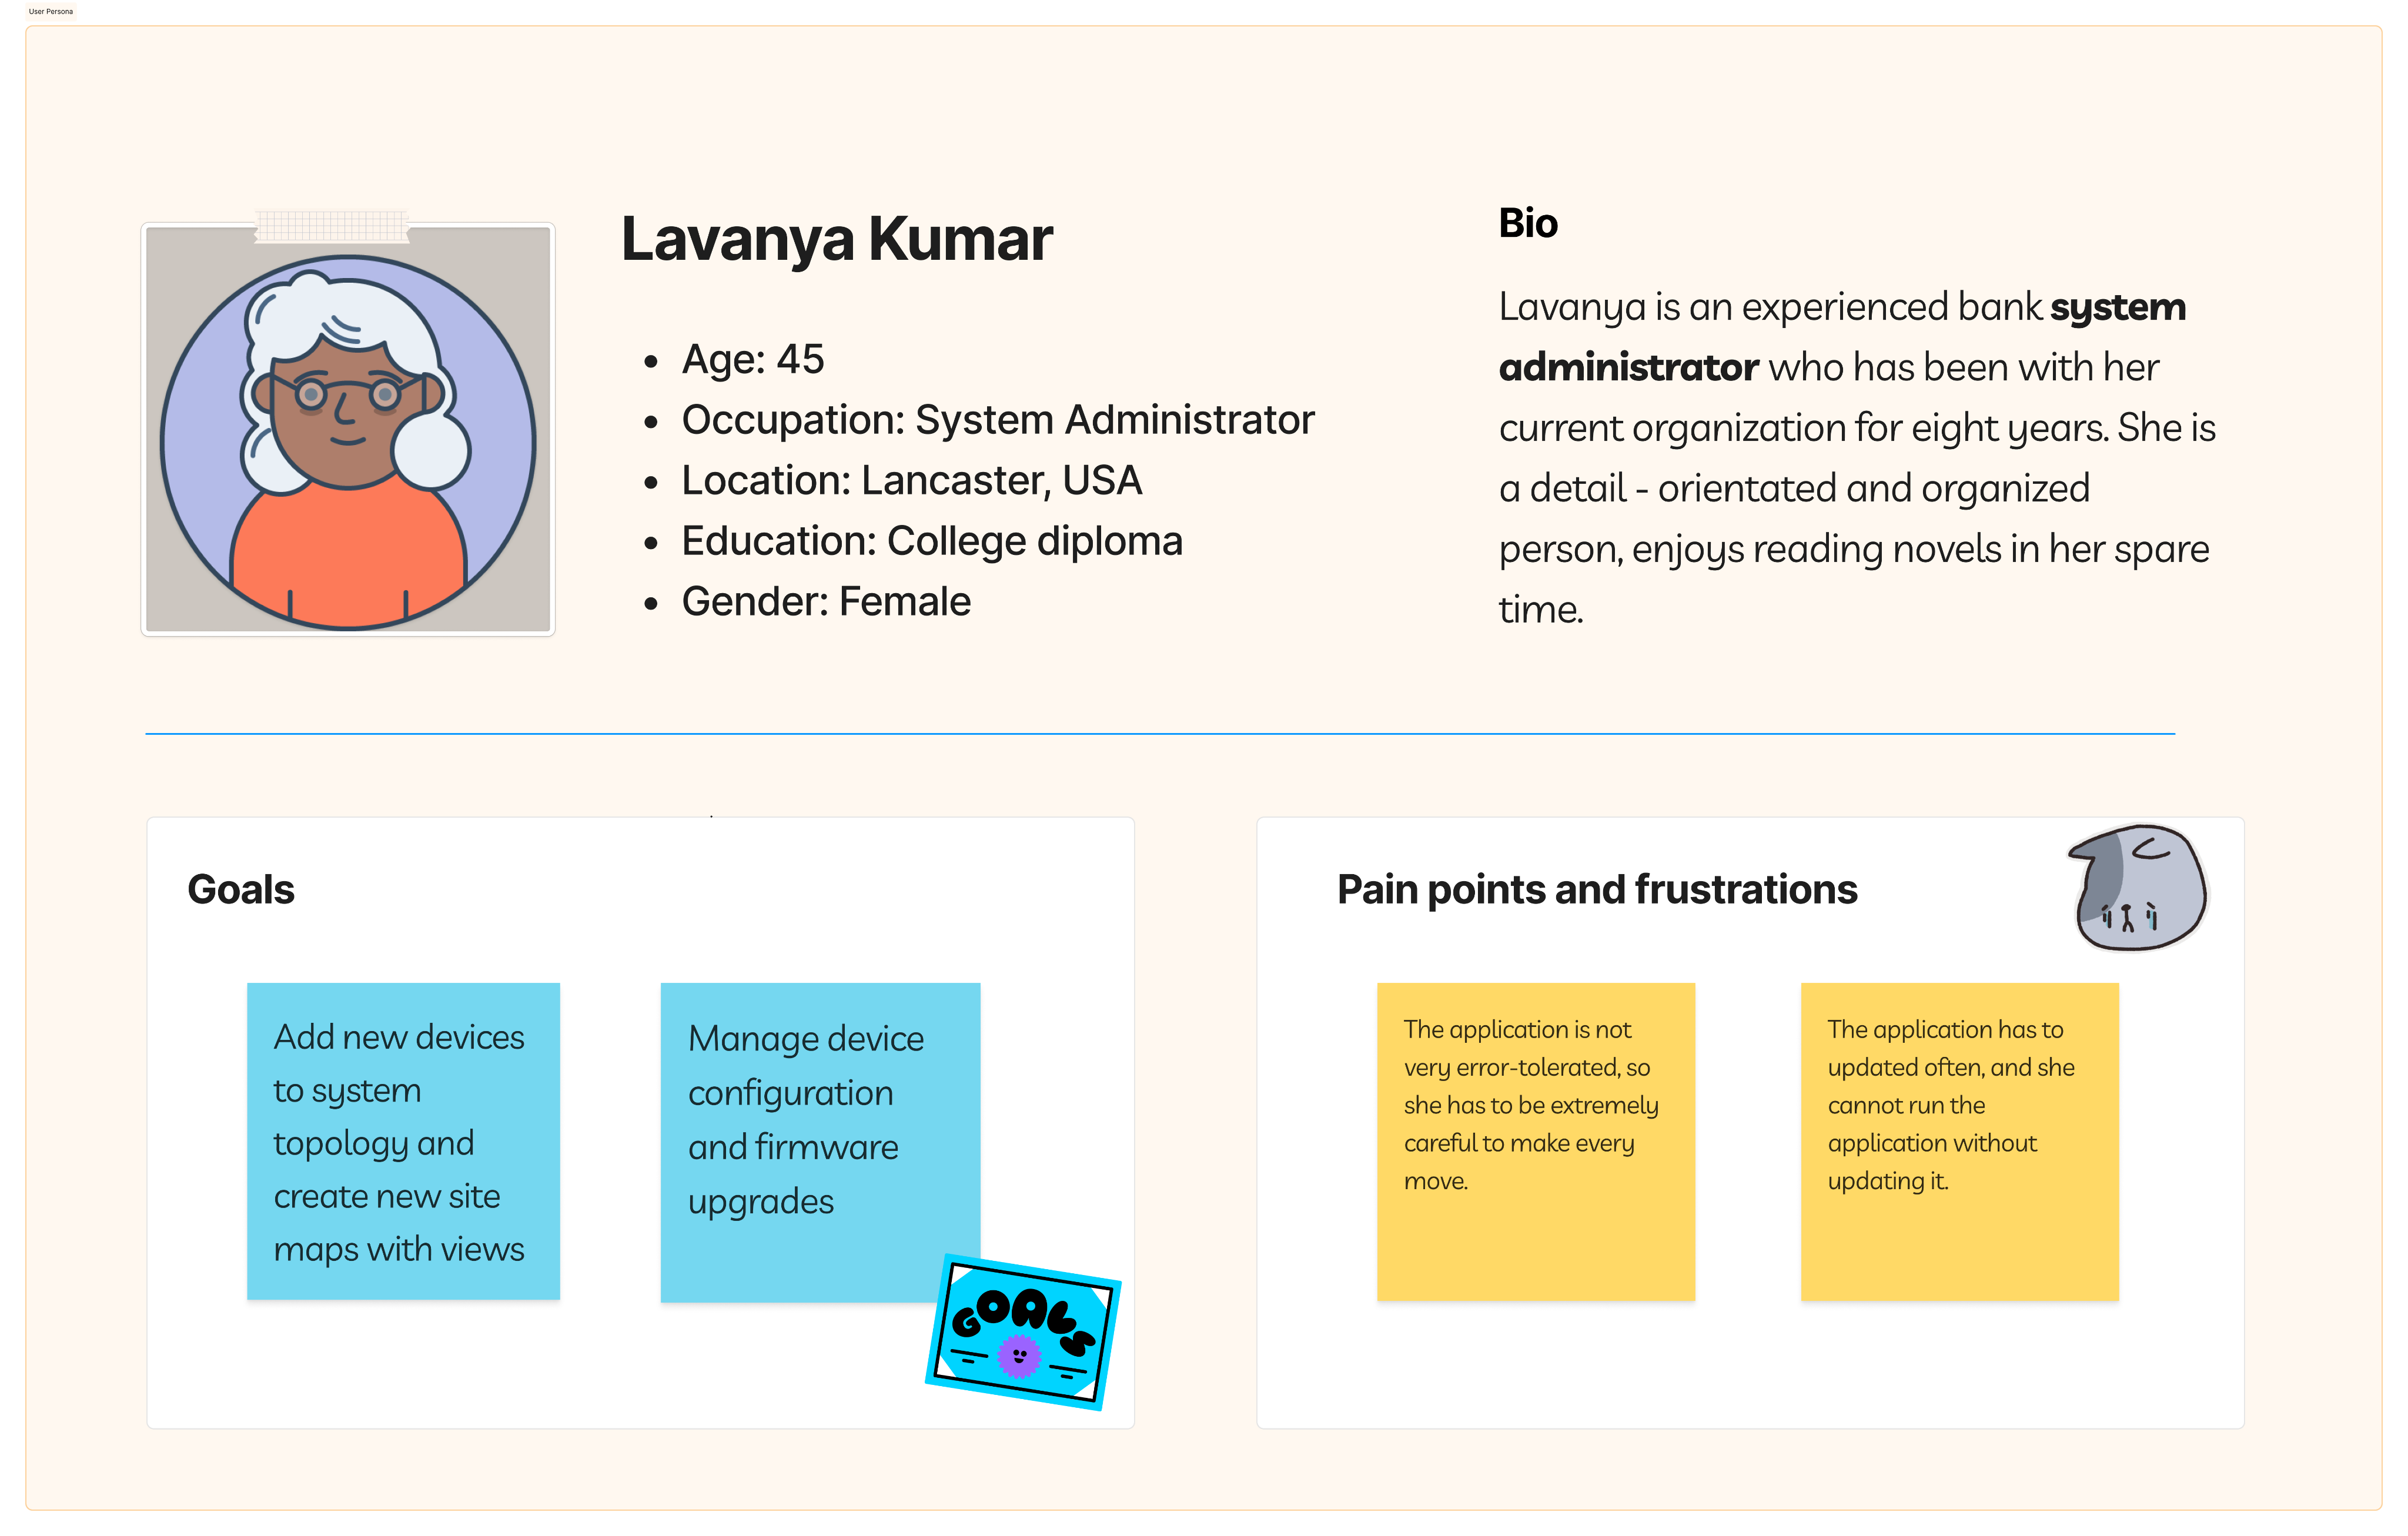 User Persona
Lavanya Kumar
• Age: 45
• Occupation: System Administrator
• Location: Lancaster, USA
• Education: College diploma
• Gender: Female
Bio
Lavanya is an experienced bank system
administrator who has been with her
current organization for eight years. She is
a detail - orientated and organized
person, enjoys reading novels in her spare
time.
Goals
Add new devices
to system
topology and
create new site
maps with views
Manage device
configuration
and firmware
upgrades
GOALS
Pain points and frustrations
The application is not
very error-tolerated, so
she has to be extremely
careful to make every
move.
The application has to
updated often, and she
cannot run the
application without
updating it.